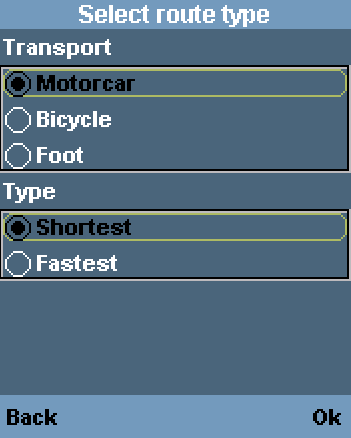 Select route type
Transport
Motorcar
Bicycle
Foot
Type
Shortest
Fastest
Back Ok